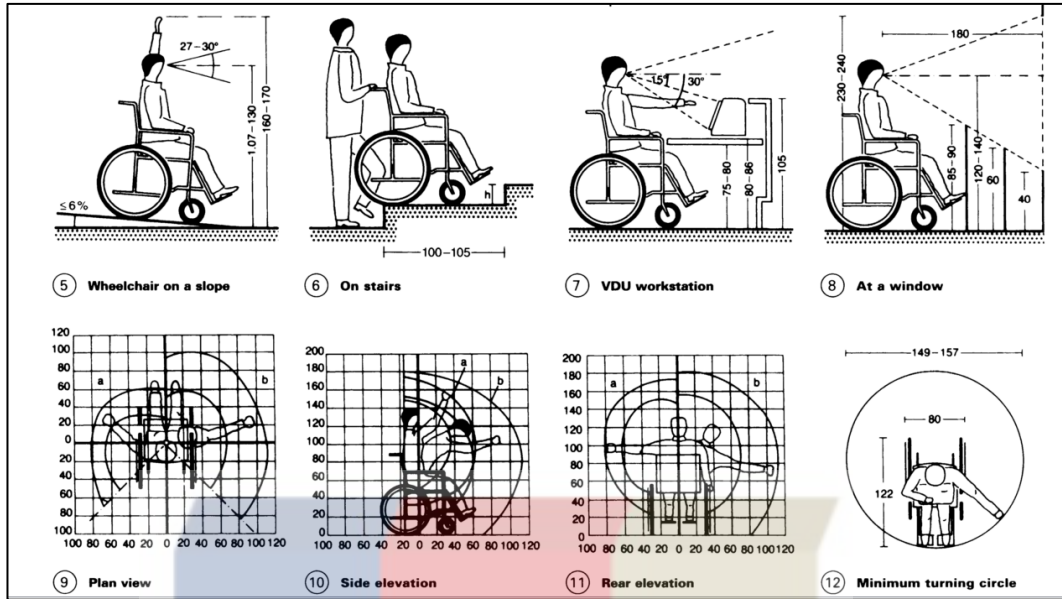 27–30°
1.07–130
160–170
≤6%
5 Wheelchair on a slope
h
100–105
6 On stairs
15°
30°
75–80
80–86
105
7 VDU workstation
180
230–240
85–90
120–140
60
40
8 At a window
120
100
80
60
40
20
0
20
40
60
80
100
a
b
100 80 60 40 20 0 20 40 60 80 100 120
9 Plan view
200
180
160
140
120
100
80
60
40
20
0
a
b
100 80 60 40 20 0 20 40 60 80 100 120
10 Side elevation
200
180
160
140
120
100
80
60
40
20
0
a
b
100 80 60 40 20 0 20 40 60 80 100 120
11 Rear elevation
149–157
80
122
12 Minimum turning circle